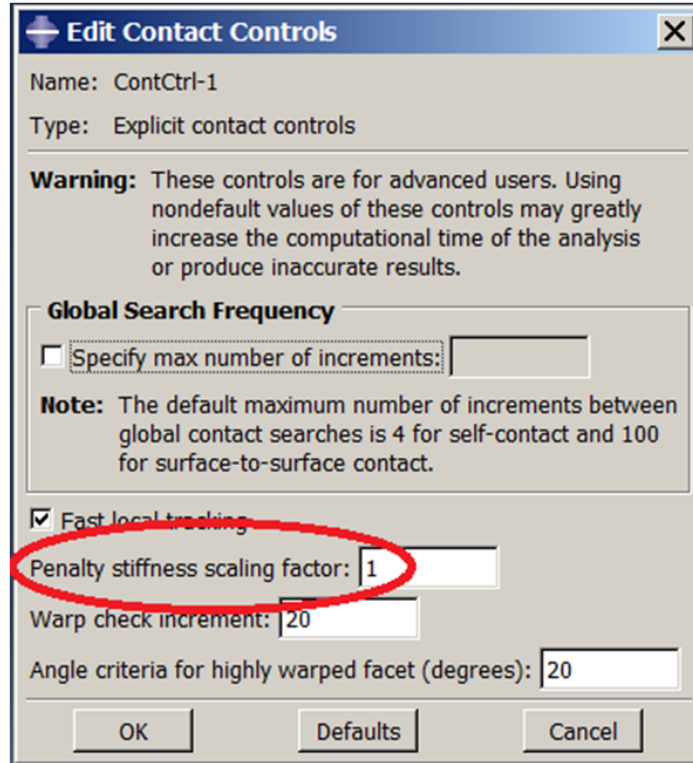 Edit Contact Controls
Name: ContCtrl-1
Type: Explicit contact controls
Warning: These controls are for advanced users. Using
nondefault values of these controls may greatly
increase the computational time of the analysis
or produce inaccurate results.
Global Search Frequency
Specify max number of increments:
Note: The default maximum number of increments between
global contact searches is 4 for self-contact and 100
for surface-to-surface contact.
Fast local tracking
Penalty stiffness scaling factor: 1
Warp check increment: 20
Angle criteria for highly warped facet (degrees): 20
OK Defaults Cancel